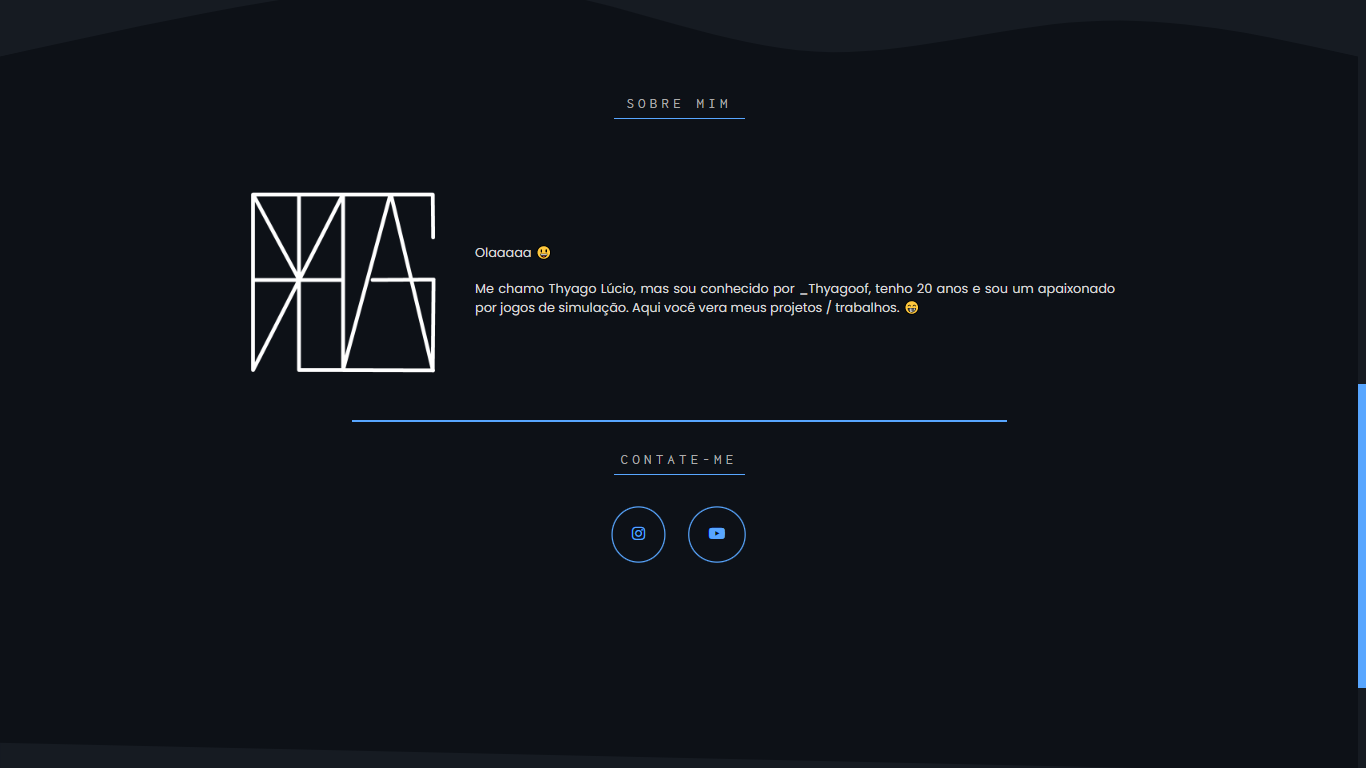 SOBRE MIM
Olaaaaa 😃
Me chamo Thyago Lúcio, mas sou conhecido por _Thyagoof, tenho 20 anos e sou um apaixonado
por jogos de simulação. Aqui você vera meus projetos / trabalhos. 😁
CONTATE-ME